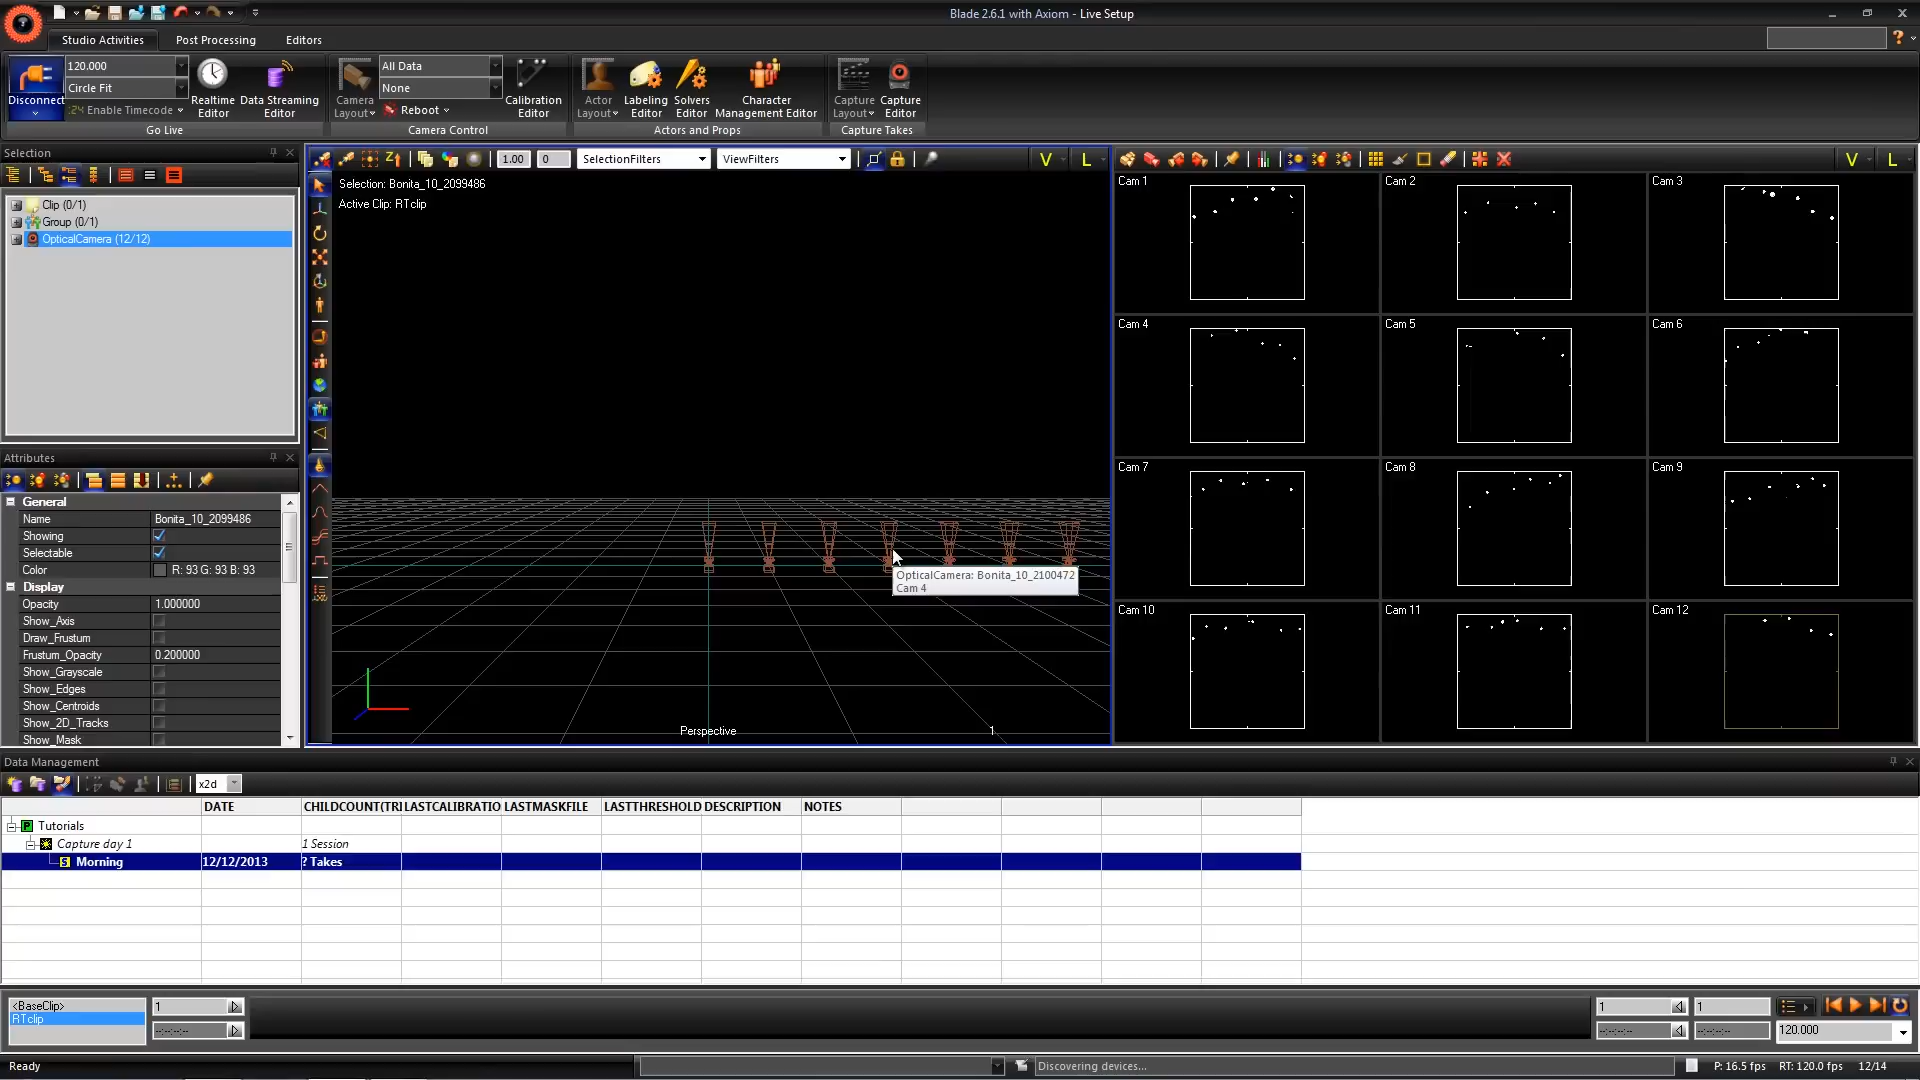 Blade 2.6.1 with Axiom - Live Setup
Studio Activities
Post Processing
Editors
Disconnect
120.000
Circle Fit
Enable Timecode
Realtime
Editor
Data Streaming
Editor
Go Live
Camera
Layout
All Data
None
Reboot
Calibration
Editor
Camera Control
Actor
Layout
Labeling
Editor
Solvers
Editor
Character
Management Editor
Actors and Props
Capture
Layout
Capture
Editor
Capture Takes
Selection
Clip (0/1)
Group (0/1)
OpticalCamera (12/12)
Attributes
General
Name Bonita_10_2099486
Showing
Selectable
Color R: 93 G: 93 B: 93
Display
Opacity 1.000000
Show_Axis
Draw_Frustum
Frustum_Opacity 0.200000
Show_Grayscale
Show_Edges
Show_Centroids
Show_2D_Tracks
Show_Mask
1.00
0
SelectionFilters
ViewFilters
V
L
Selection: Bonita_10_2099486
Active Clip: RTclip
OpticalCamera: Bonita_10_2100472
Cam 4
Perspective
1
V
L
Cam 1
Cam 2
Cam 3
Cam 4
Cam 5
Cam 6
Cam 7
Cam 8
Cam 9
Cam 10
Cam 11
Cam 12
Data Management
x2d
DATE CHILDCOUNT(TRI LASTCALIBRATIO LASTMASKFILE LASTTHRESHOLD DESCRIPTION NOTES
P Tutorials
Capture day 1 1 Session
S Morning 12/12/2013 ? Takes
<BaseClip>
RTclip
1
--:--:--:--
1
1
--:--:--:--
--:--:--:--
120.000
Ready
Discovering devices...
P: 16.5 fps
RT: 120.0 fps
12/14